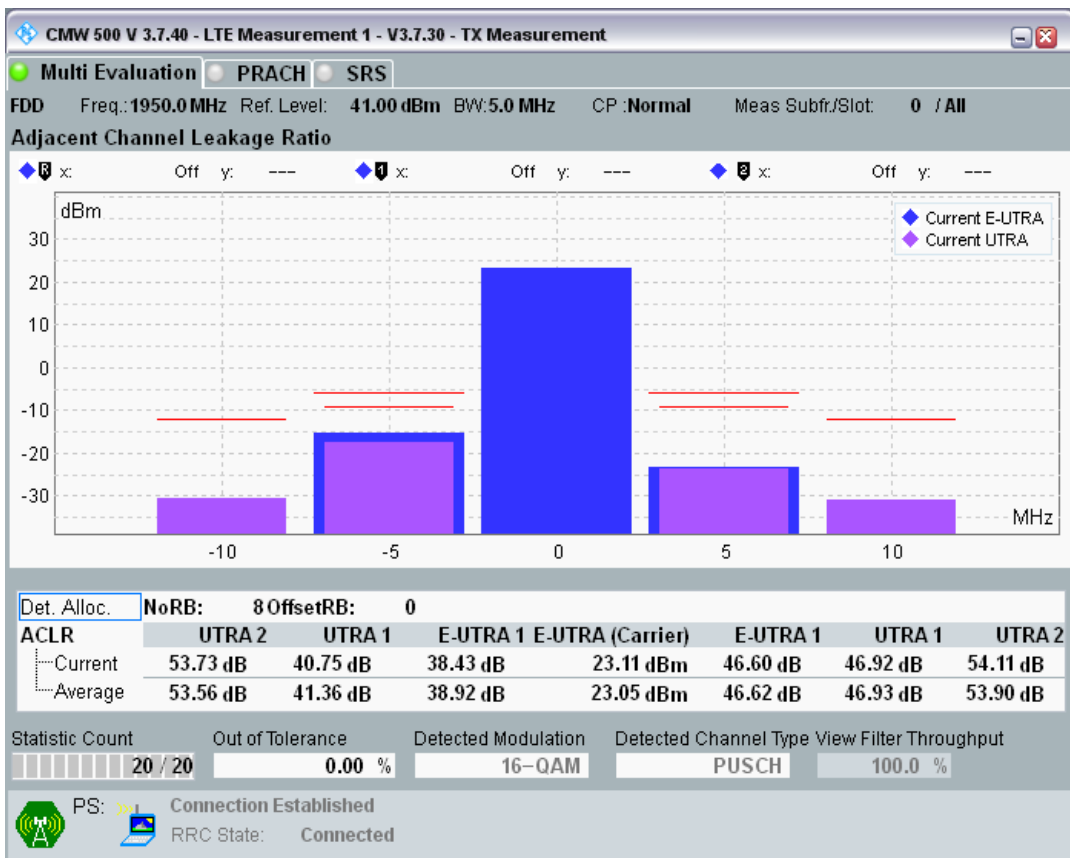 CMW 500 V 3.7.40 - LTE Measurement 1 - V3.7.30 - TX Measurement
Multi Evaluation PRACH SRS
FDD Freq.: 1950.0 MHz Ref. Level: 41.00 dBm BW: 5.0 MHz CP : Normal Meas Subfr./Slot: 0 / All
Adjacent Channel Leakage Ratio
R x: Off y: --- 1 x: Off y: --- 2 x: Off y: ---
dBm
Current E-UTRA
Current UTRA
30
20
10
0
-10
-20
-30
MHz
-10 -5 0 5 10
Det. Alloc. NoRB: 8 OffsetRB: 0
ACLR UTRA 2 UTRA 1 E-UTRA 1 E-UTRA (Carrier) E-UTRA 1 UTRA 1 UTRA 2
Current 53.73 dB 40.75 dB 38.43 dB 23.11 dBm 46.60 dB 46.92 dB 54.11 dB
Average 53.56 dB 41.36 dB 38.92 dB 23.05 dBm 46.62 dB 46.93 dB 53.90 dB
Statistic Count Out of Tolerance Detected Modulation Detected Channel Type View Filter Throughput
20 / 20 0.00 % 16-QAM PUSCH 100.0 %
PS: Connection Established
RRC State: Connected